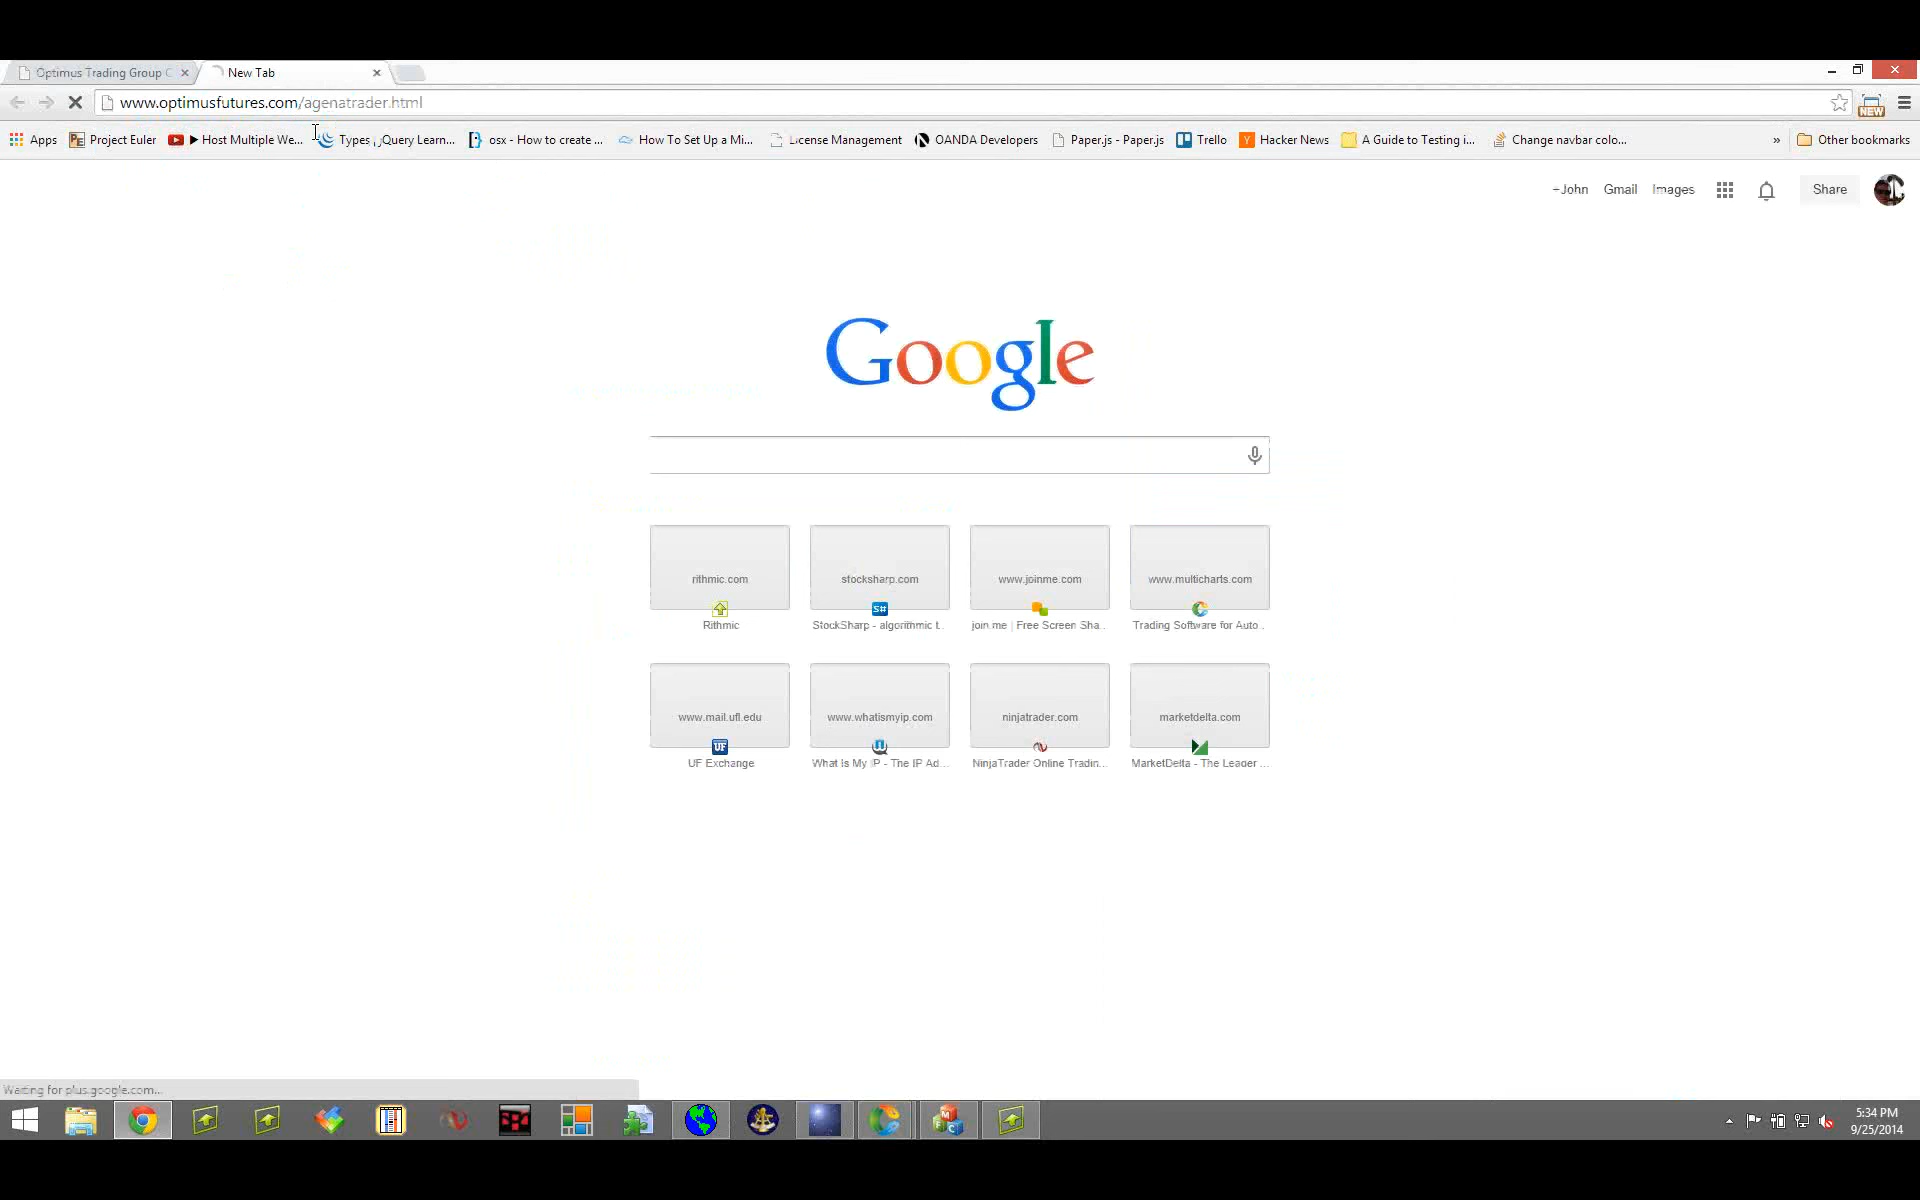 Optimus Trading Group C
New Tab
www.optimusfutures.com/agenatrader.html
Apps
Project Euler
Host Multiple We...
Types | jQuery Learn...
osx - How to create ...
How To Set Up a Mi...
License Management
OANDA Developers
Paper.js - Paper.js
Trello
Hacker News
A Guide to Testing i...
Change navbar colo...
»
Other bookmarks
+John
Gmail
Images
Share
NEW
Google
rithmic.com
stocksharp.com
www.joinme.com
www.multicharts.com
S#
Rithmic
StockSharp - algorithmic t...
join.me | Free Screen Sha...
Trading Software for Auto...
www.mail.ufl.edu
www.whatismyip.com
ninjatrader.com
marketdelta.com
UF
UF Exchange
What Is My IP - The IP Ad...
NinjaTrader Online Tradin...
MarketDelta - The Leader ...
Waiting for plus.google.com...
5:34 PM
9/25/2014